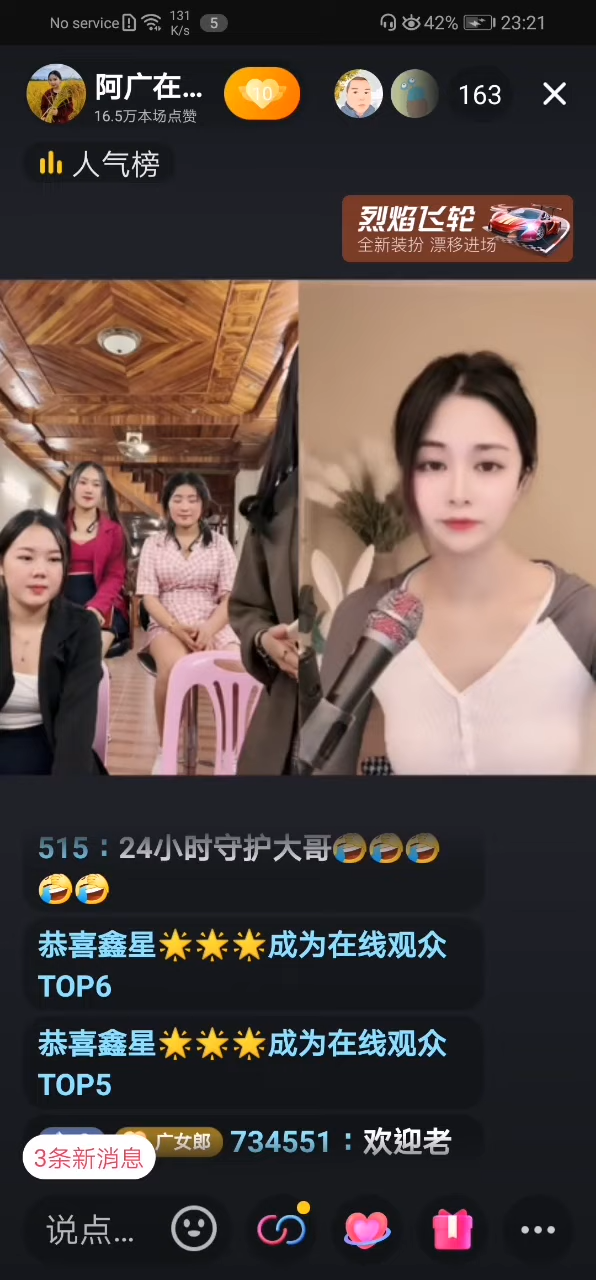 No service
131
K/s
5
42%
23:21
阿广在...
16.5万本场点赞
10
163
人气榜
烈焰飞轮
全新装扮 漂移进场
515：24小时守护大哥🤣🤣🤣
🤣🤣
恭喜鑫星🌟🌟🌟成为在线观众
TOP6
恭喜鑫星🌟🌟🌟成为在线观众
TOP5
广女郎 734551：欢迎老
3条新消息
说点...